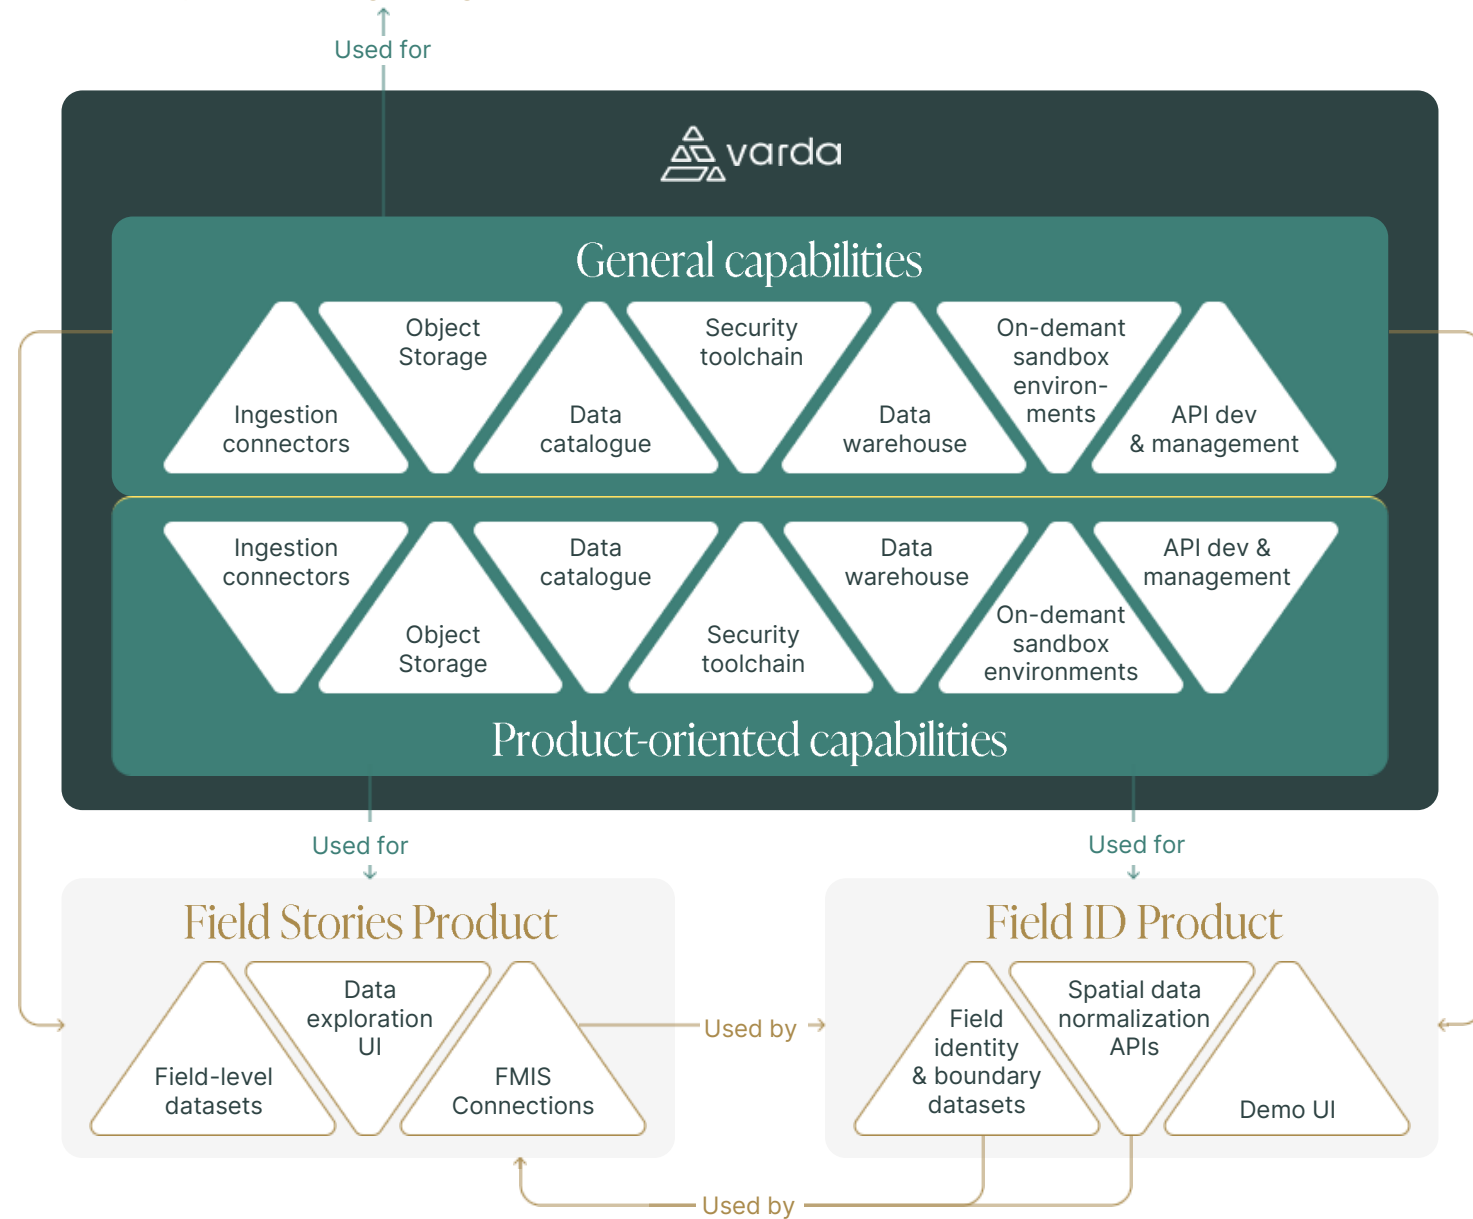 Used for
varda
General capabilities
Ingestion
connectors
Object
Storage
Data
catalogue
Security
toolchain
Data
warehouse
On-demant
sandbox
environ-
ments
API dev
& management
Ingestion
connectors
Object
Storage
Data
catalogue
Security
toolchain
Data
warehouse
On-demant
sandbox
environments
API dev &
management
Product-oriented capabilities
Used for
Used for
Field Stories Product
Field-level
datasets
Data
exploration
UI
FMIS
Connections
Used by
Field ID Product
Field
identity
& boundary
datasets
Spatial data
normalization
APIs
Demo UI
Used by